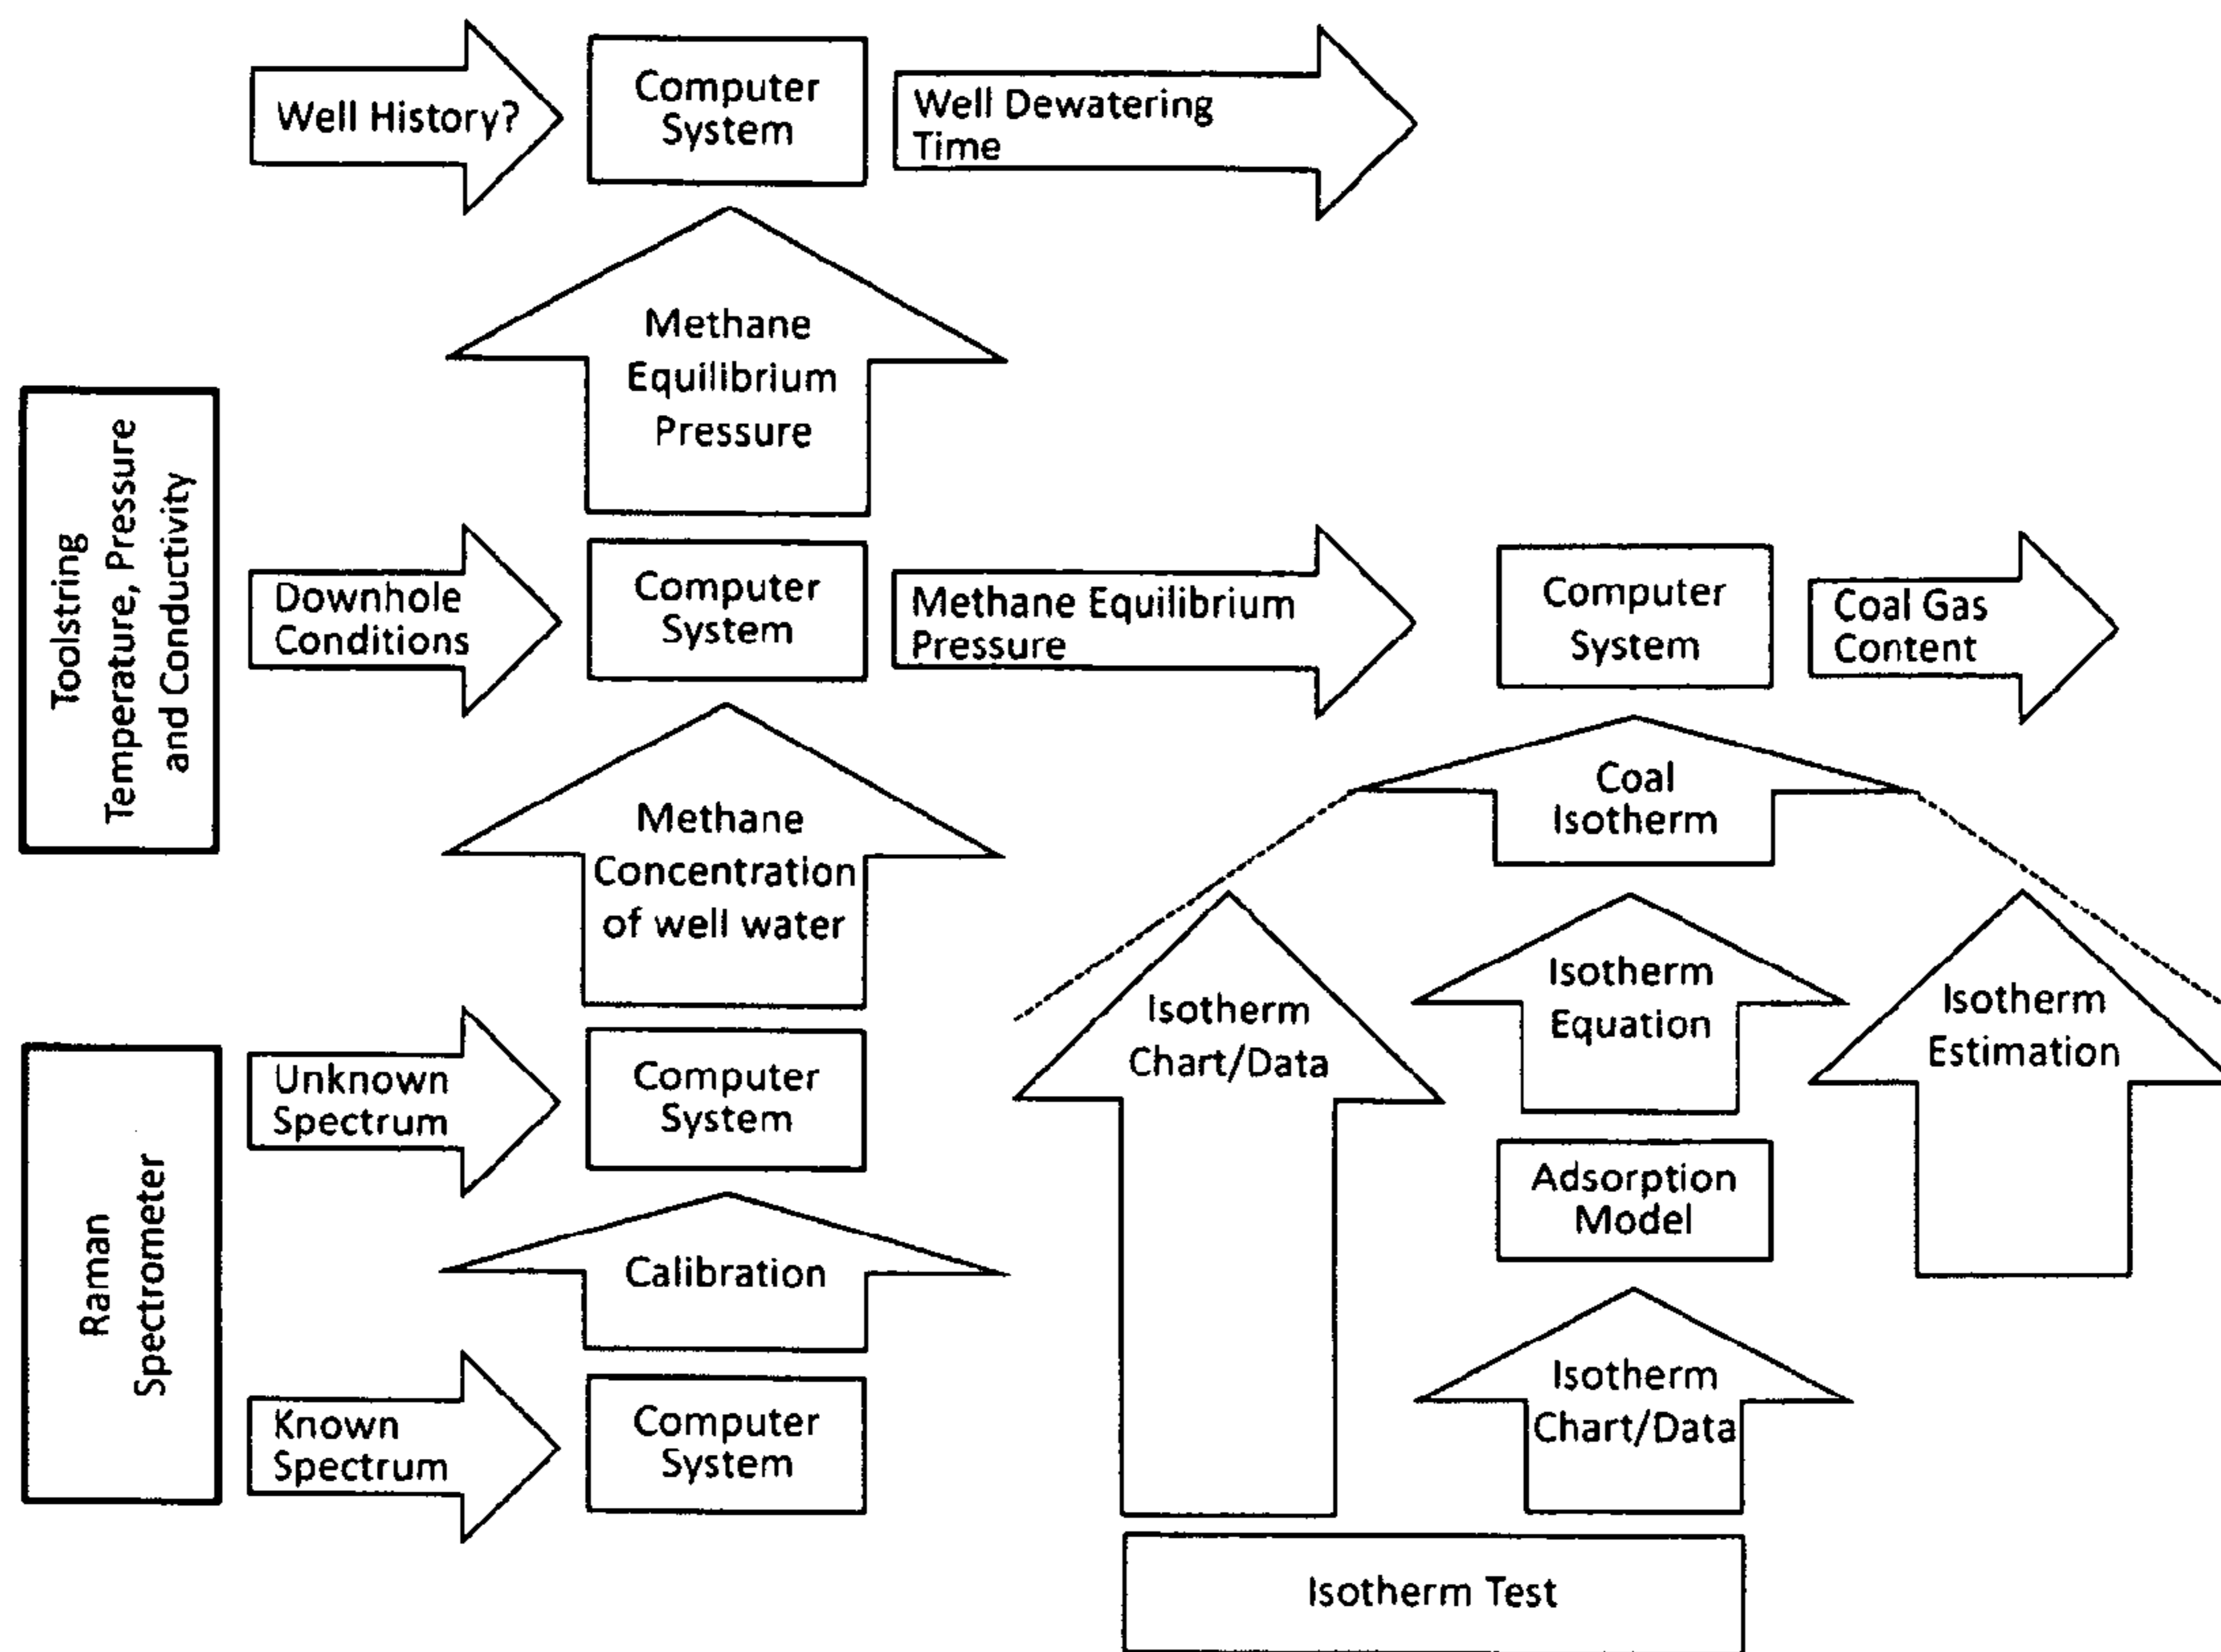 Well History?
Computer
System
Well Dewatering
Time
Methane
Equilibrium
Pressure
Toolstring
Temperature, Pressure
and Conductivity
Downhole
Conditions
Computer
System
Methane Equilibrium
Pressure
Computer
System
Coal Gas
Content
Methane
Concentration
of well water
Coal
Isotherm
Isotherm
Chart/Data
Isotherm
Equation
Isotherm
Estimation
Raman
Spectrometer
Unknown
Spectrum
Computer
System
Adsorption
Model
Calibration
Known
Spectrum
Computer
System
Isotherm
Chart/Data
Isotherm Test